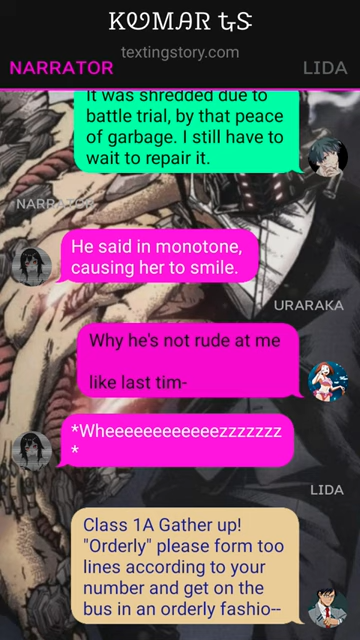 KUMAR GS
textingstory.com
NARRATOR LIDA
It was shredded due to
battle trial, by that peace
of garbage. I still have to
wait to repair it.
NARRATOR
He said in monotone,
causing her to smile.
URARAKA
Why he's not rude at me
like last tim-
*Wheeeeeeeeeeeezzzzzzz
*
LIDA
Class 1A Gather up!
"Orderly" please form too
lines according to your
number and get on the
bus in an orderly fashio--